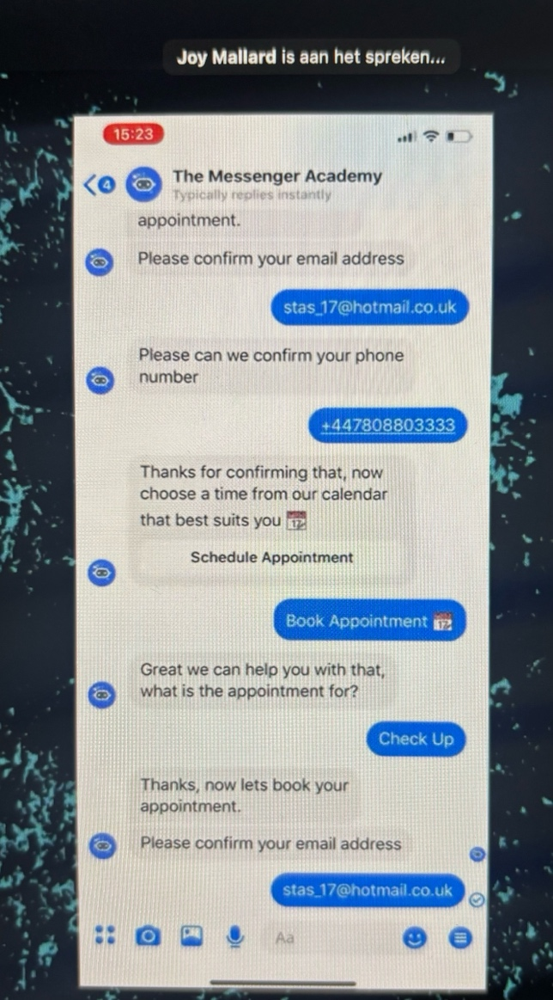 Joy Mallard is aan het spreken...
15:23
4
The Messenger Academy
Typically replies instantly
appointment.
Please confirm your email address
stas_17@hotmail.co.uk
Please can we confirm your phone
number
+447808803333
Thanks for confirming that, now
choose a time from our calendar
that best suits you
17
Schedule Appointment
Book Appointment
17
Great we can help you with that,
what is the appointment for?
Check Up
Thanks, now lets book your
appointment.
Please confirm your email address
stas_17@hotmail.co.uk
Aa